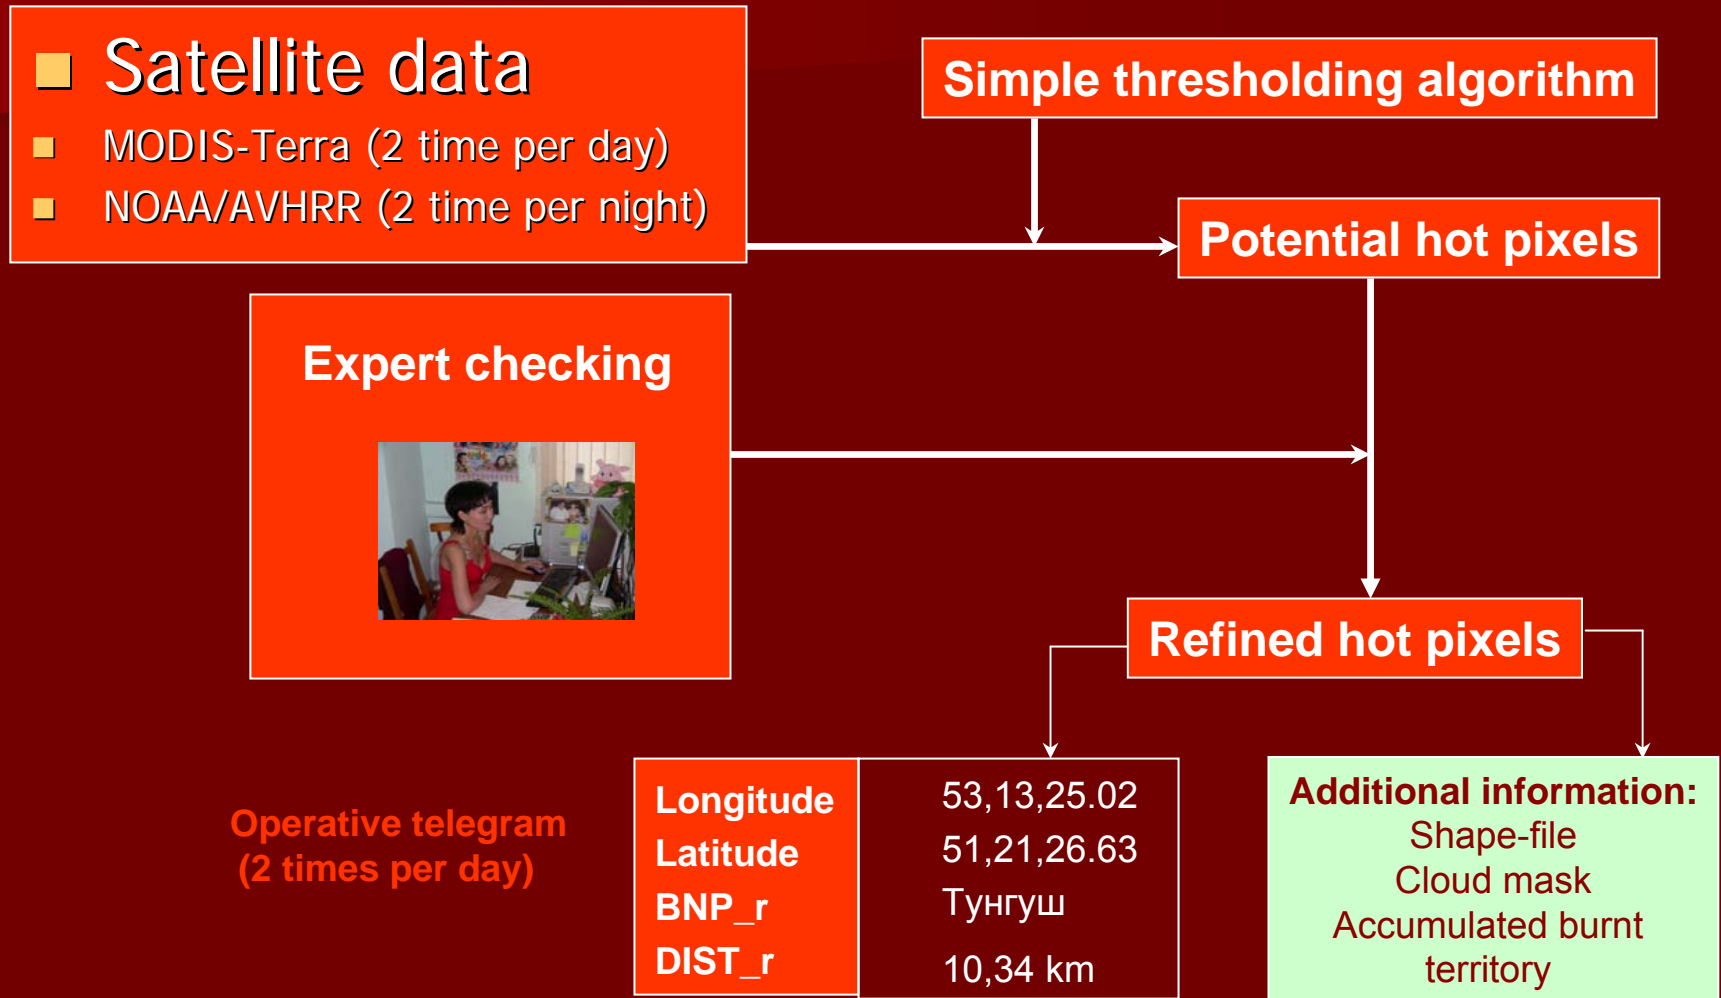 Satellite data
MODIS-Terra (2 time per day)
NOAA/AVHRR (2 time per night)
Simple thresholding algorithm
Potential hot pixels
Expert checking
Refined hot pixels
Operative telegram
(2 times per day)
Longitude 53,13,25.02
Latitude 51,21,26.63
BNP_r Тунгуш
DIST_r 10,34 km
Additional information:
Shape-file
Cloud mask
Accumulated burnt
territory